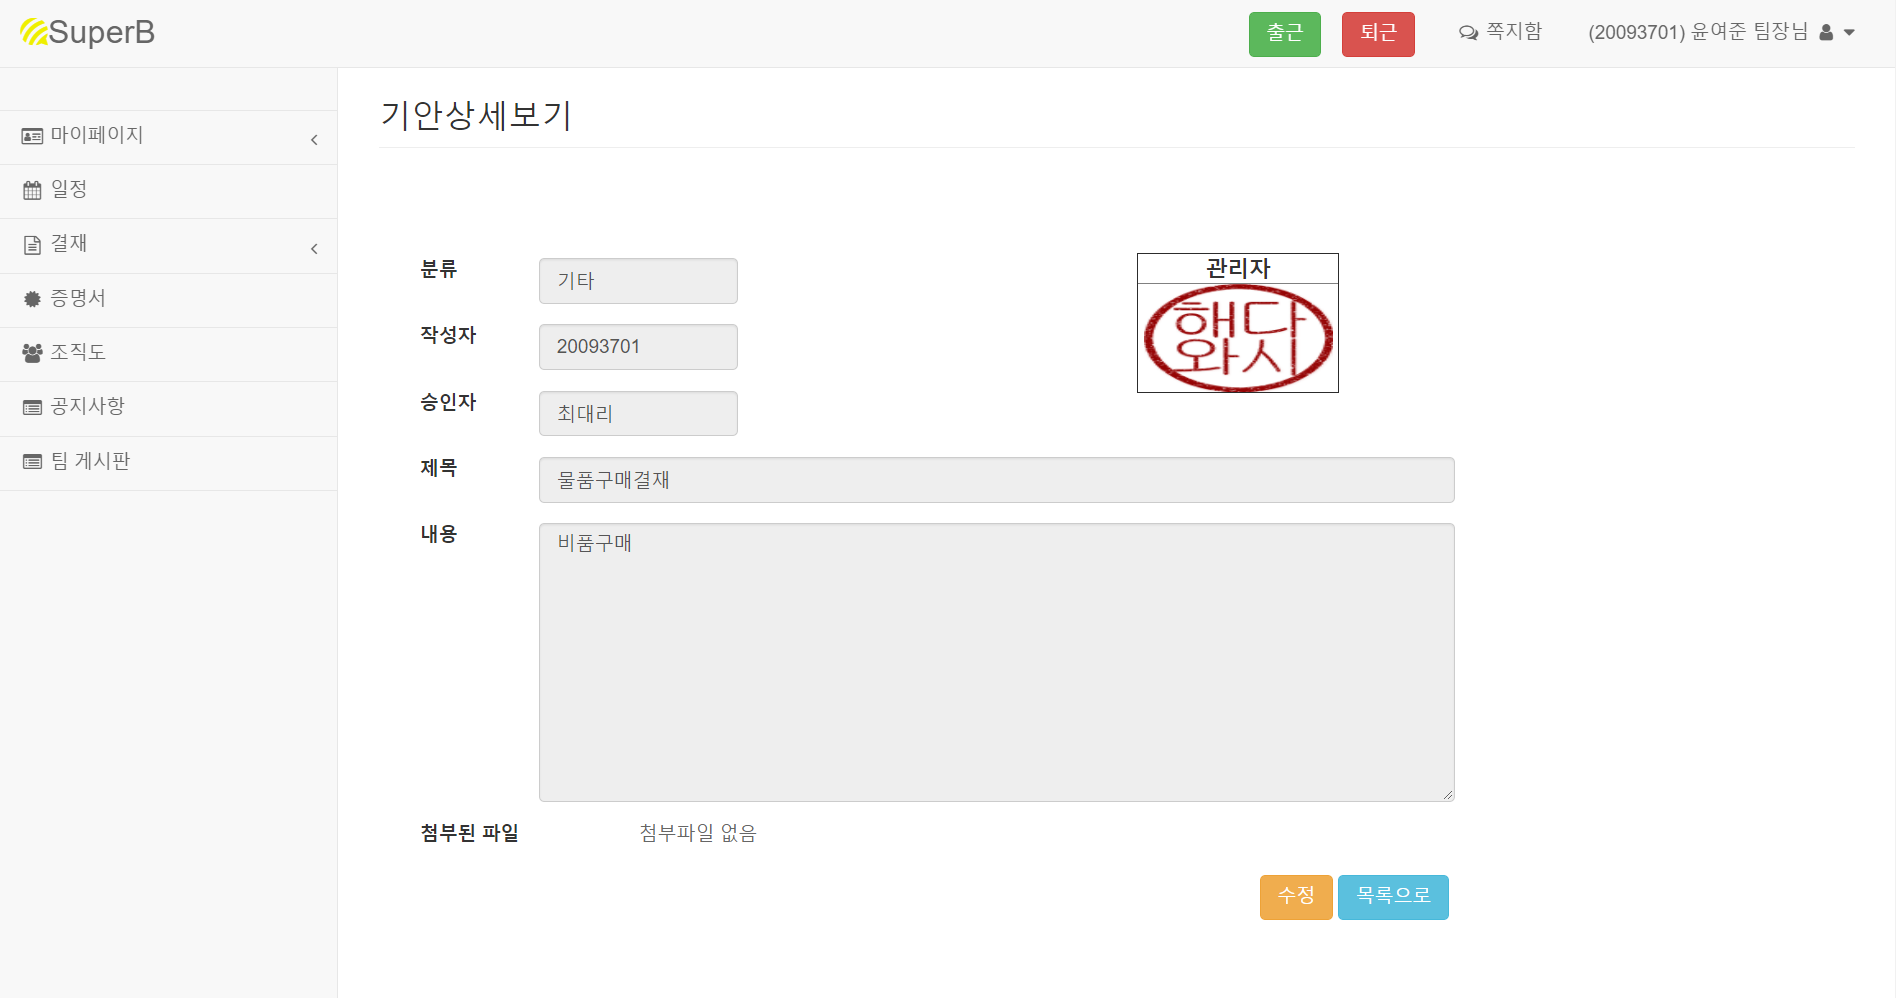 SuperB
출근
퇴근
쪽지함
(20093701) 윤여준 팀장님
마이페이지
일정
결재
증명서
조직도
공지사항
팀 게시판
기안상세보기
분류
기타
작성자
20093701
승인자
최대리
관리자
해다
와시
제목
물품구매결재
내용
비품구매
첨부된 파일
첨부파일 없음
수정
목록으로